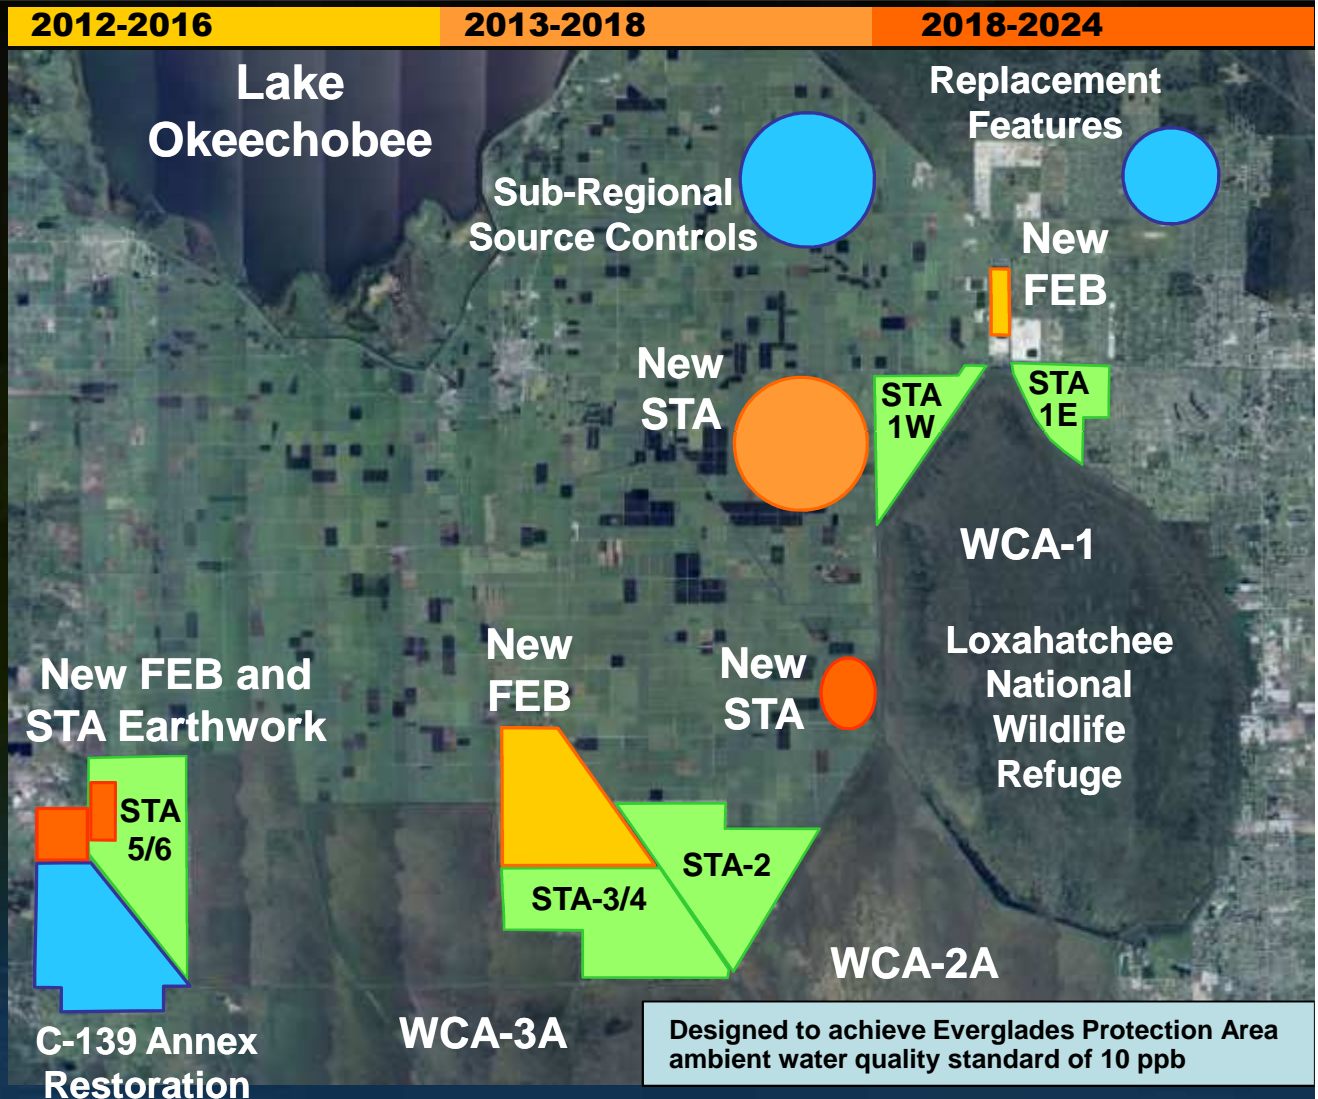 2012-2016
2013-2018
2018-2024
Lake
Okeechobee
Replacement
Features
Sub-Regional
Source Controls
New
FEB
New
STA
STA
1W
STA
1E
WCA-1
Loxahatchee
National
Wildlife
Refuge
New
FEB
New
STA
New FEB and
STA Earthwork
STA
5/6
STA-2
STA-3/4
WCA-2A
WCA-3A
C-139 Annex
Restoration
Designed to achieve Everglades Protection Area
ambient water quality standard of 10 ppb